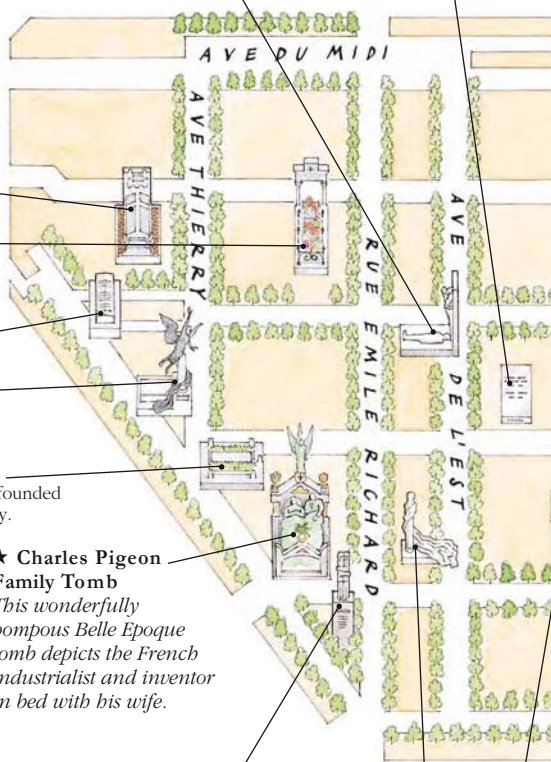 AVE DU MIDI
AVE THIERRY
RUE EMILE RICHARD
AVE DE L'EST
founded
y.
★ Charles Pigeon
Family Tomb
This wonderfully
pompous Belle Epoque
tomb depicts the French
industrialist and inventor
in bed with his wife.